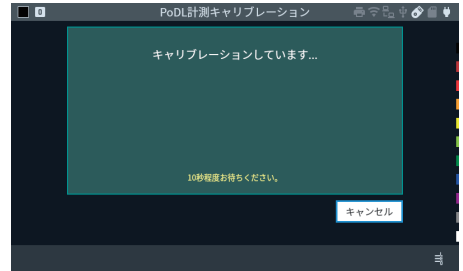 0
PoDL計測キャリブレーション
キャリブレーションしています...
10秒程度お待ちください。
キャンセル